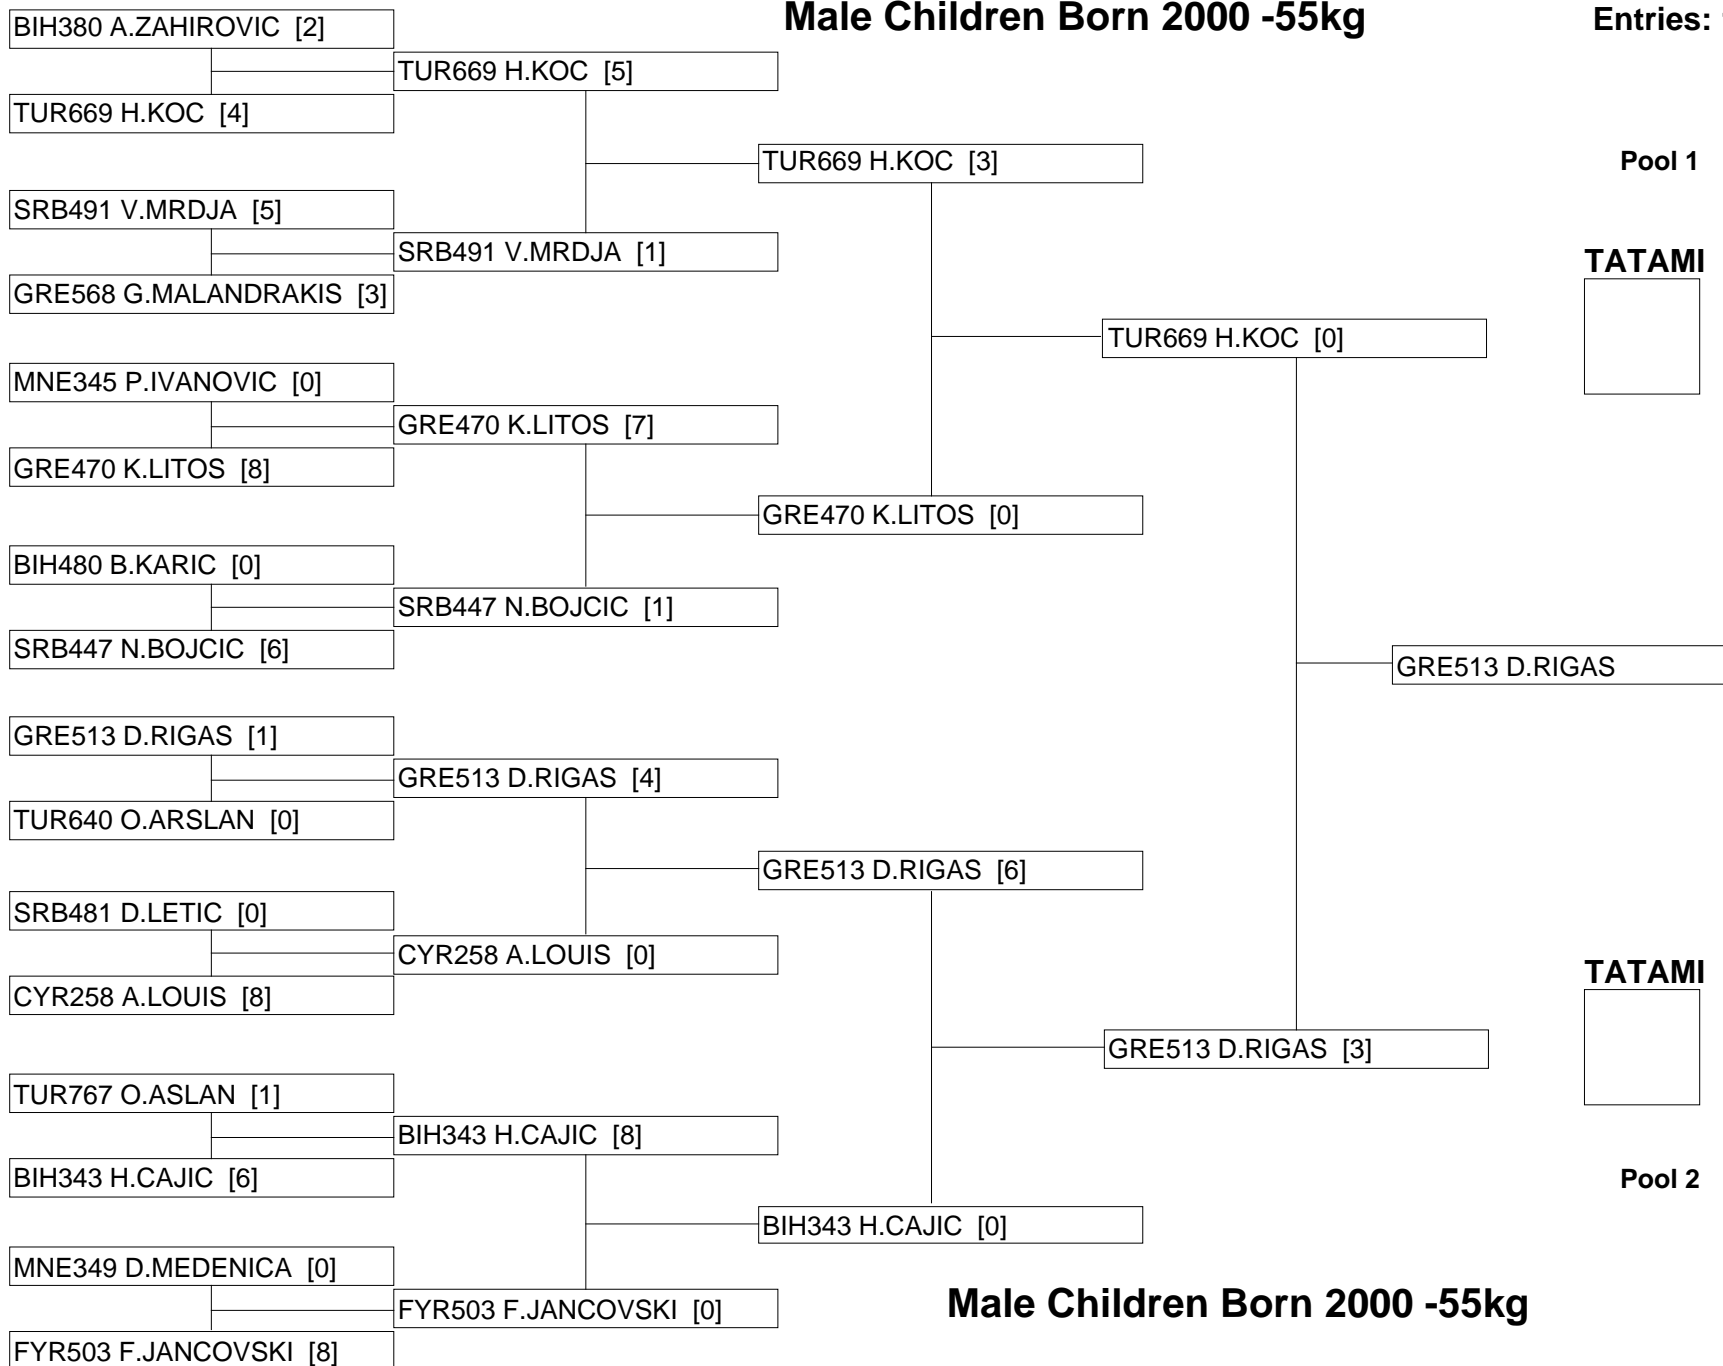 Male Children Born 2000 -55kg
Entries:
BIH380 A.ZAHIROVIC [2]
TUR669 H.KOC [5]
TUR669 H.KOC [4]
TUR669 H.KOC [3]
Pool 1
SRB491 V.MRDJA [5]
SRB491 V.MRDJA [1]
TATAMI
GRE568 G.MALANDRAKIS [3]
TUR669 H.KOC [0]
MNE345 P.IVANOVIC [0]
GRE470 K.LITOS [7]
GRE470 K.LITOS [8]
GRE470 K.LITOS [0]
BIH480 B.KARIC [0]
SRB447 N.BOJCIC [1]
SRB447 N.BOJCIC [6]
GRE513 D.RIGAS
GRE513 D.RIGAS [1]
GRE513 D.RIGAS [4]
TUR640 O.ARSLAN [0]
GRE513 D.RIGAS [6]
SRB481 D.LETIC [0]
CYR258 A.LOUIS [0]
TATAMI
CYR258 A.LOUIS [8]
GRE513 D.RIGAS [3]
TUR767 O.ASLAN [1]
BIH343 H.CAJIC [8]
BIH343 H.CAJIC [6]
Pool 2
BIH343 H.CAJIC [0]
MNE349 D.MEDENICA [0]
FYR503 F.JANCOVSKI [0]
Male Children Born 2000 -55kg
FYR503 F.JANCOVSKI [8]